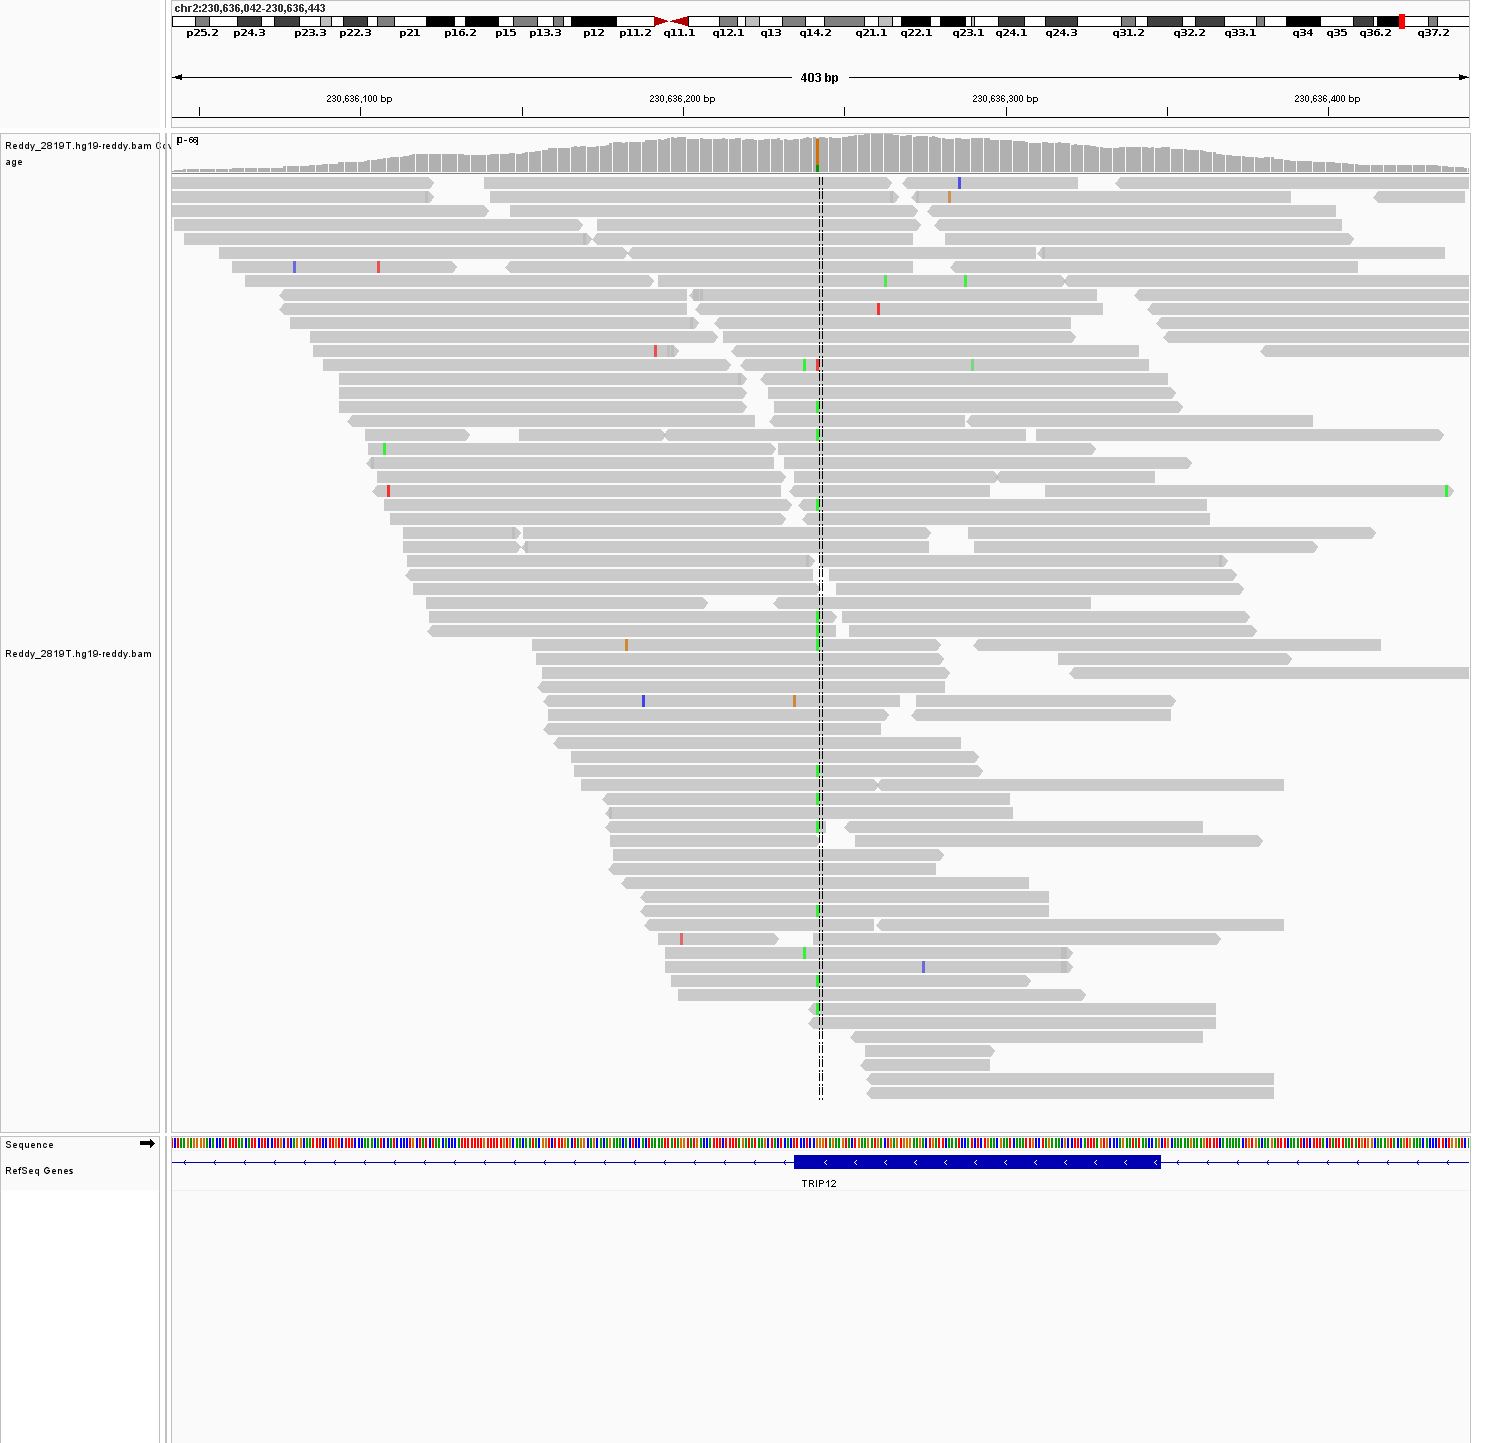 chr2:230,636,042-230,636,443
p25.2 p24.3 p23.3 p22.3 p21 p16.2 p15 p13.3 p12 p11.2 q11.1 q12.1 q13 q14.2 q21.1 q22.1 q23.1 q24.1 q24.3 q31.2 q32.2 q33.1 q34 q35 q36.2 q37.2
403 bp
230,636,100 bp 230,636,200 bp 230,636,300 bp 230,636,400 bp
Reddy_2819T.hg19-reddy.bam Cov
age
[0-66]
Reddy_2819T.hg19-reddy.bam
Sequence
RefSeq Genes
TRIP12